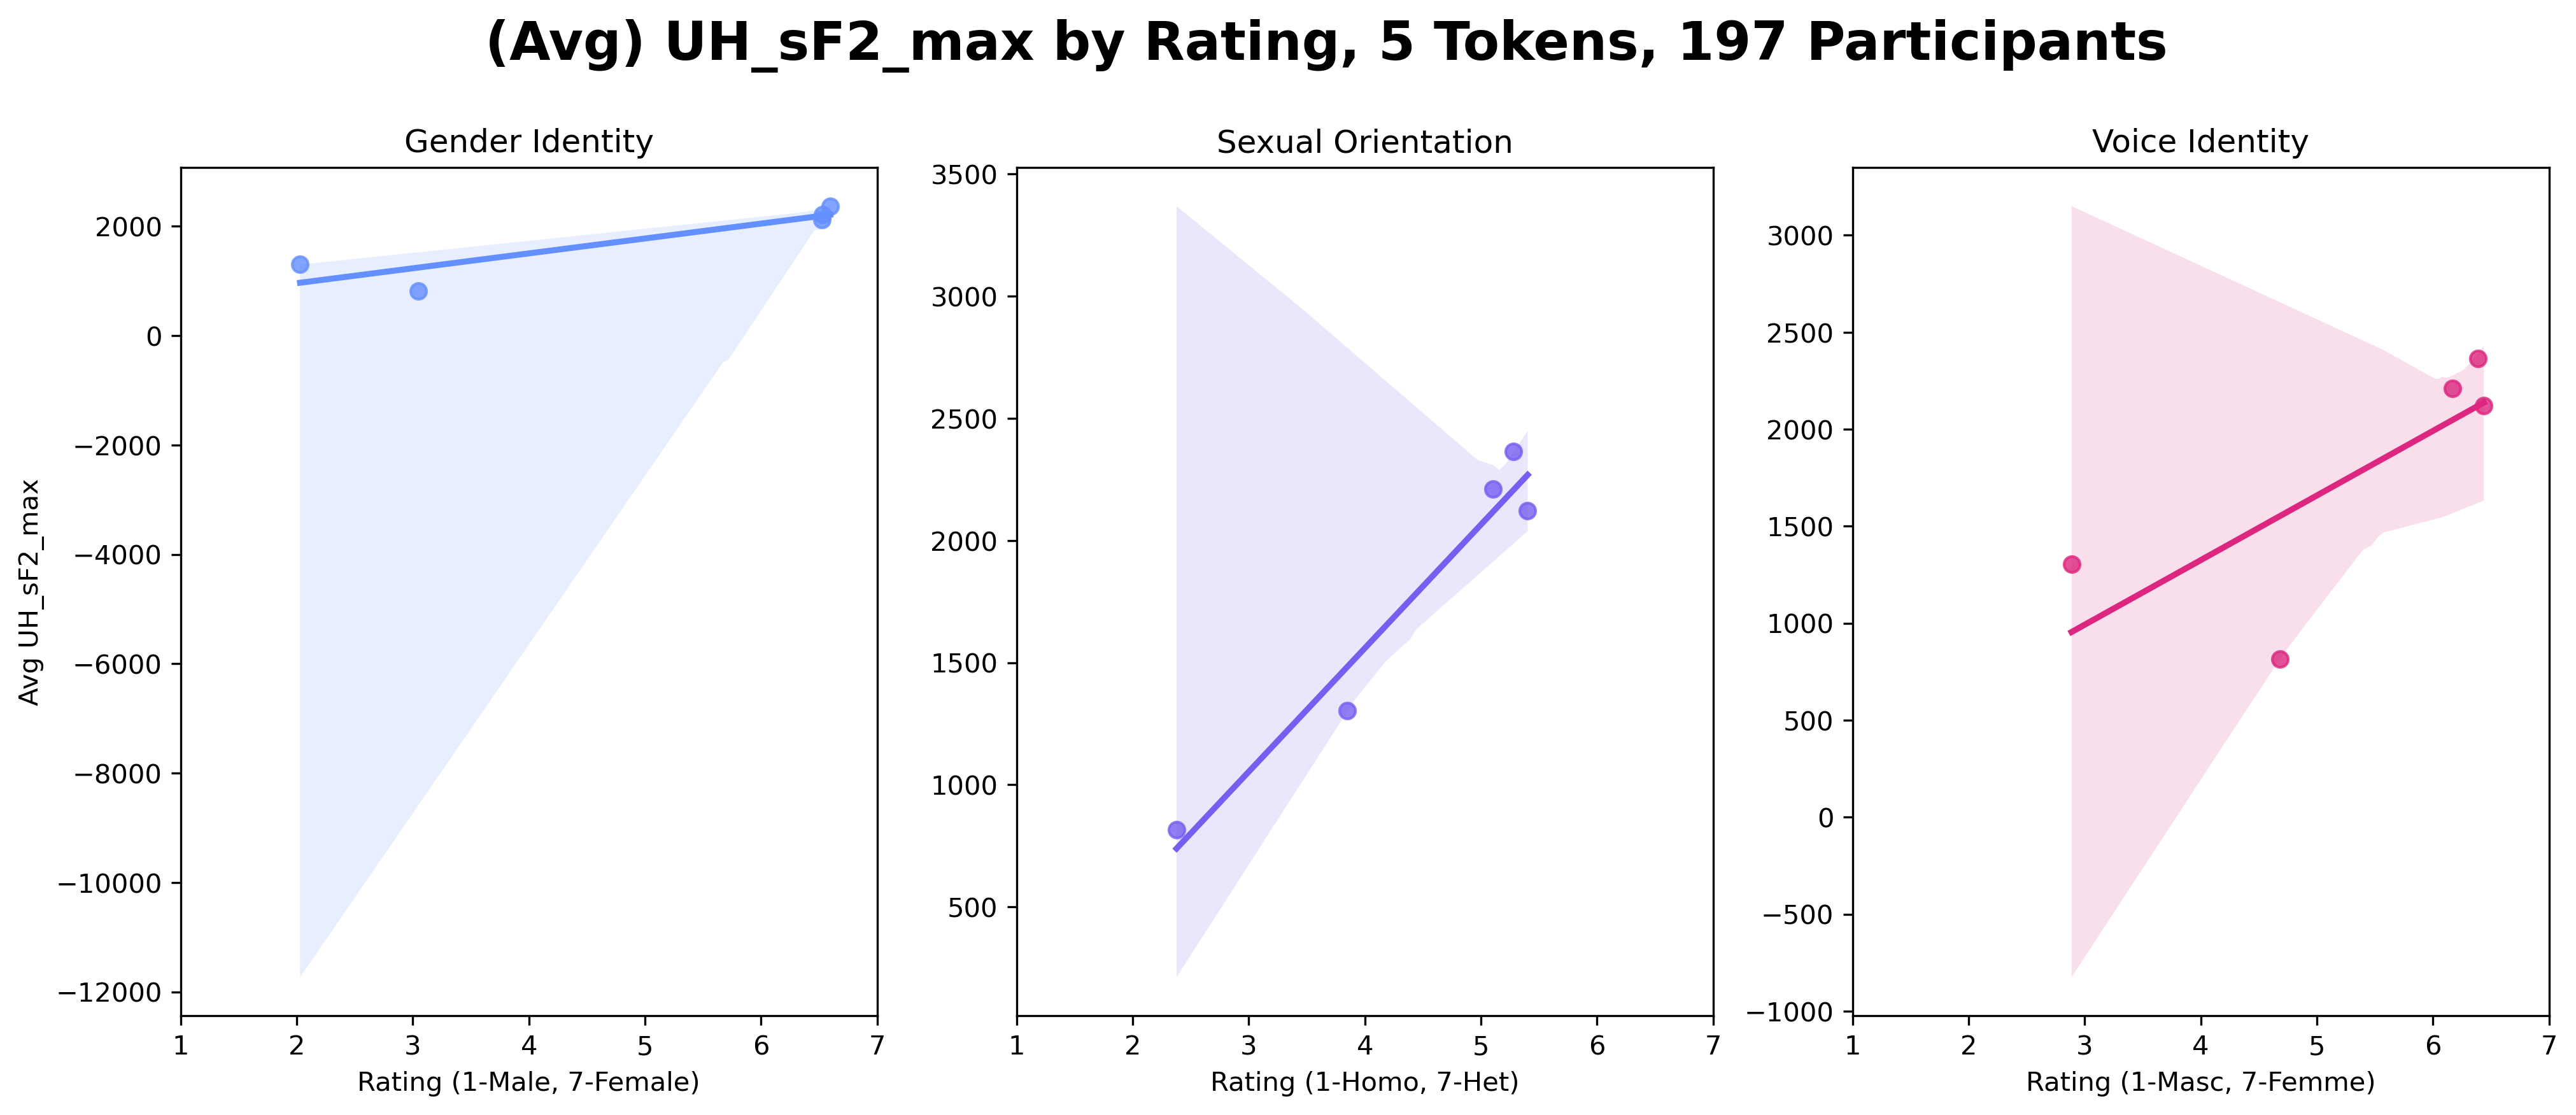 (Avg) UH_sF2_max by Rating, 5 Tokens, 197 Participants
Gender Identity
Avg UH_sF2_max
2000
0
−2000
−4000
−6000
−8000
−10000
−12000
1 2 3 4 5 6 7
Rating (1-Male, 7-Female)
Sexual Orientation
3500
3000
2500
2000
1500
1000
500
1 2 3 4 5 6 7
Rating (1-Homo, 7-Het)
Voice Identity
3000
2500
2000
1500
1000
500
0
−500
−1000
1 2 3 4 5 6 7
Rating (1-Masc, 7-Femme)